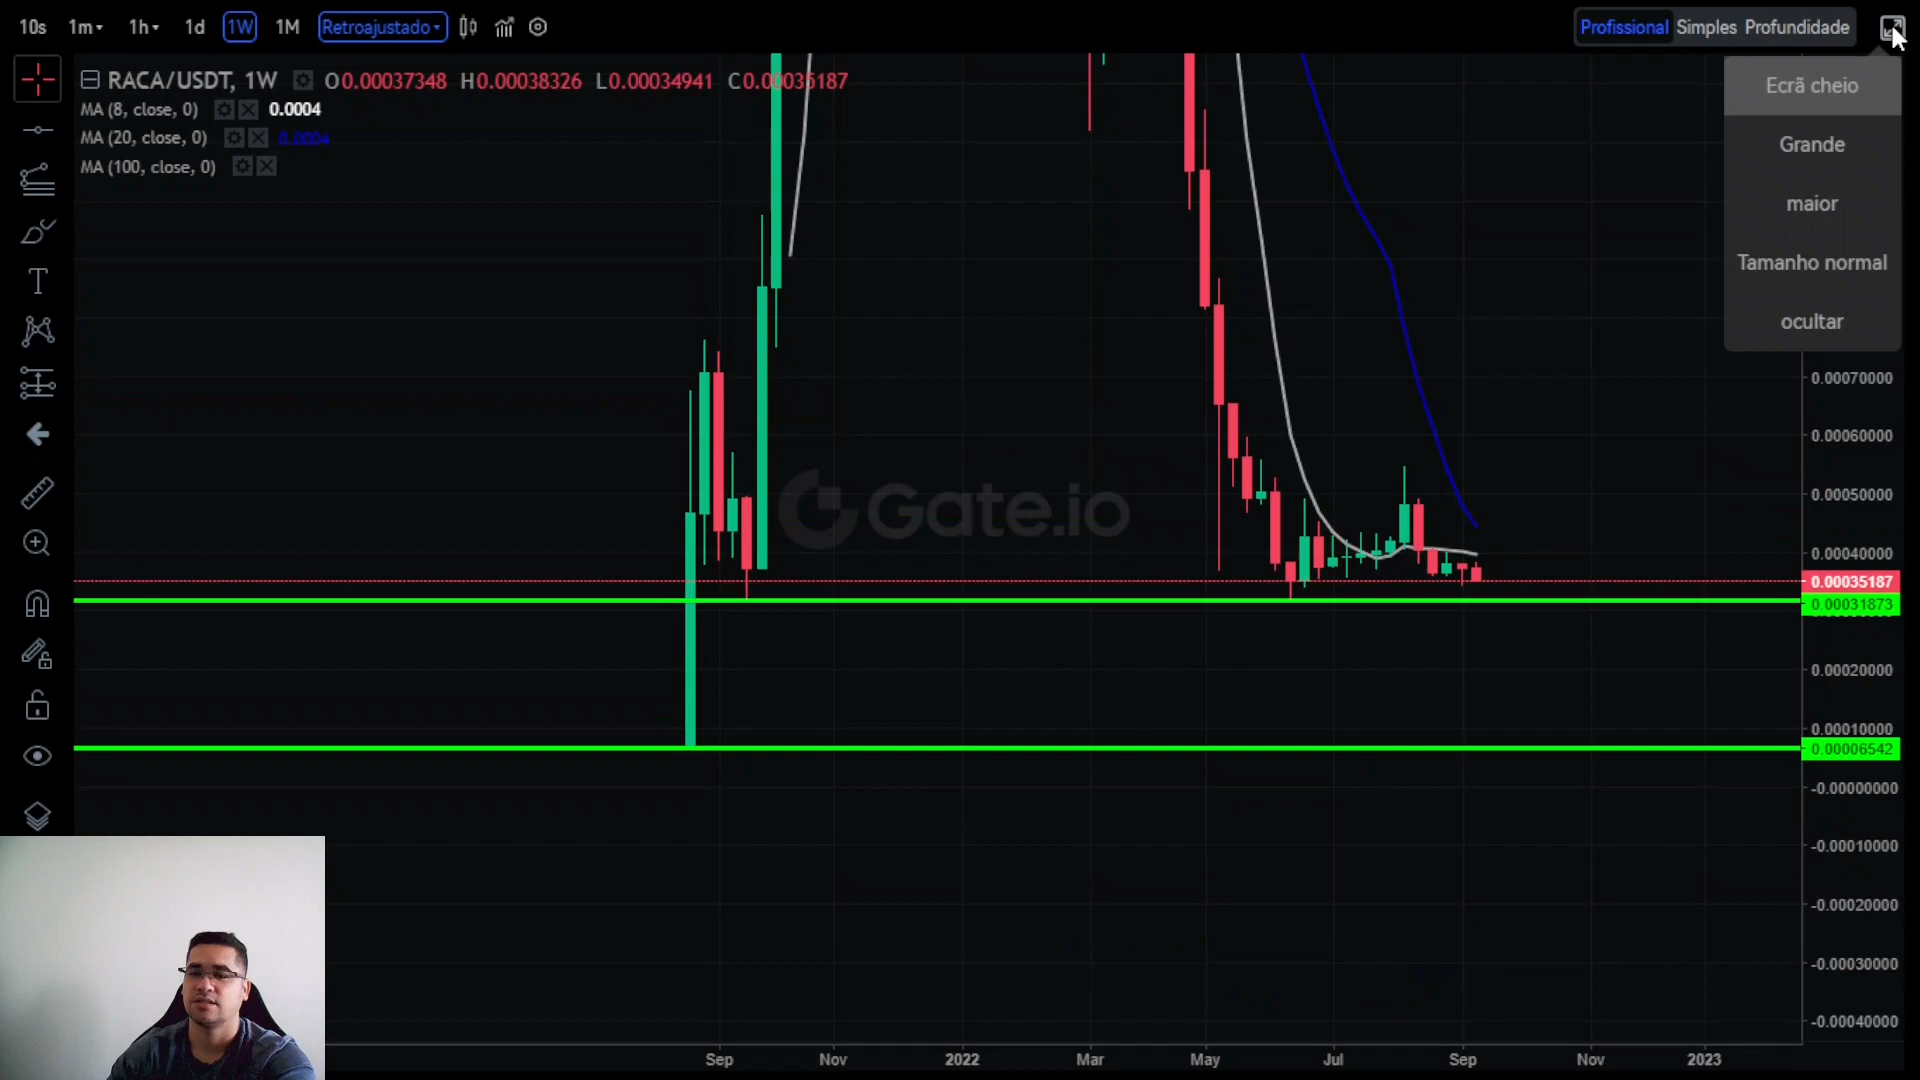 10s 1m 1h 1d 1W 1M Retroajustado
Profissional Simples Profundidade
RACA/USDT, 1W O0.00037348 H0.00038326 L0.00034941 C0.00035187
MA (8, close, 0) 0.0004
MA (20, close, 0) 0.0004
MA (100, close, 0)
Ecrã cheio
Grande
maior
Tamanho normal
ocultar
Gate.io
0.00070000
0.00060000
0.00050000
0.00040000
0.00035187
0.00031873
0.00020000
0.00010000
0.00006542
-0.00000000
-0.00010000
-0.00020000
-0.00030000
-0.00040000
Sep Nov 2022 Mar May Jul Sep Nov 2023